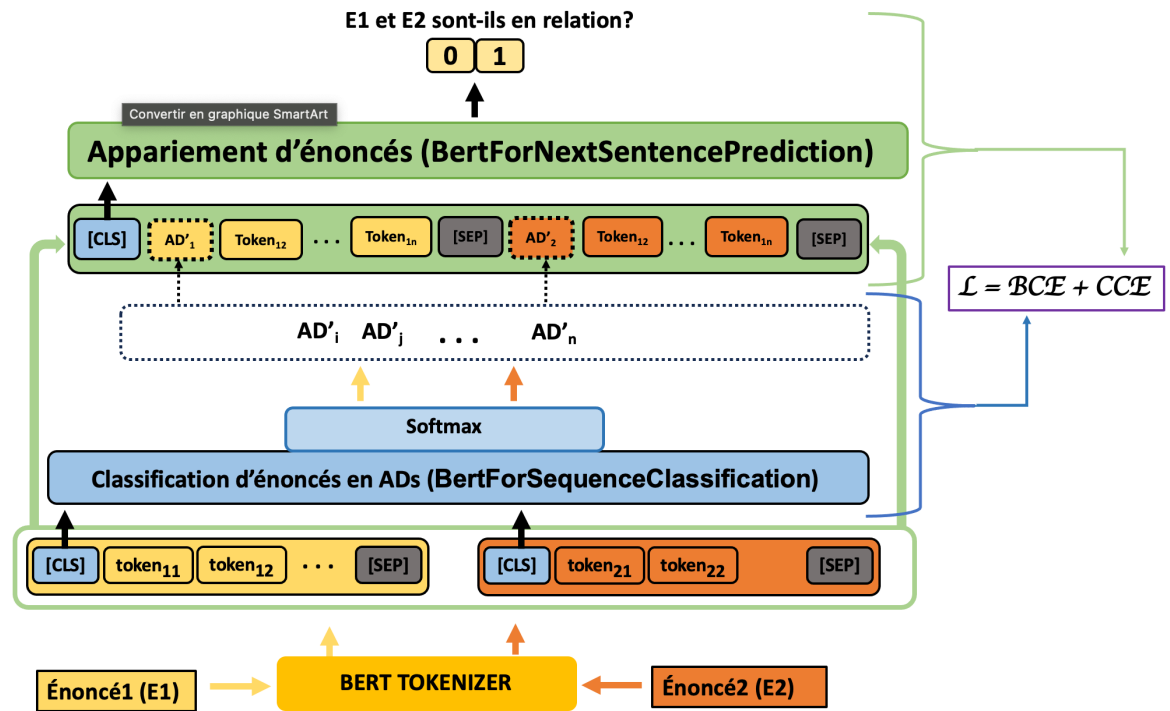 E1 et E2 sont-ils en relation?
0 1
Convertir en graphique SmartArt
Appariement d'énoncés (BertForNextSentencePrediction)
[CLS] AD'₁ Token₁₂ ... Token₁ₙ [SEP] AD'₂ Token₁₂ ... Token₁ₙ [SEP]
ℒ = ℬCE + CCE
AD'ᵢ AD'ⱼ ... AD'ₙ
Softmax
Classification d'énoncés en ADs (BertForSequenceClassification)
[CLS] token₁₁ token₁₂ ... [SEP] [CLS] token₂₁ token₂₂ [SEP]
Énoncé1 (E1) BERT TOKENIZER Énoncé2 (E2)